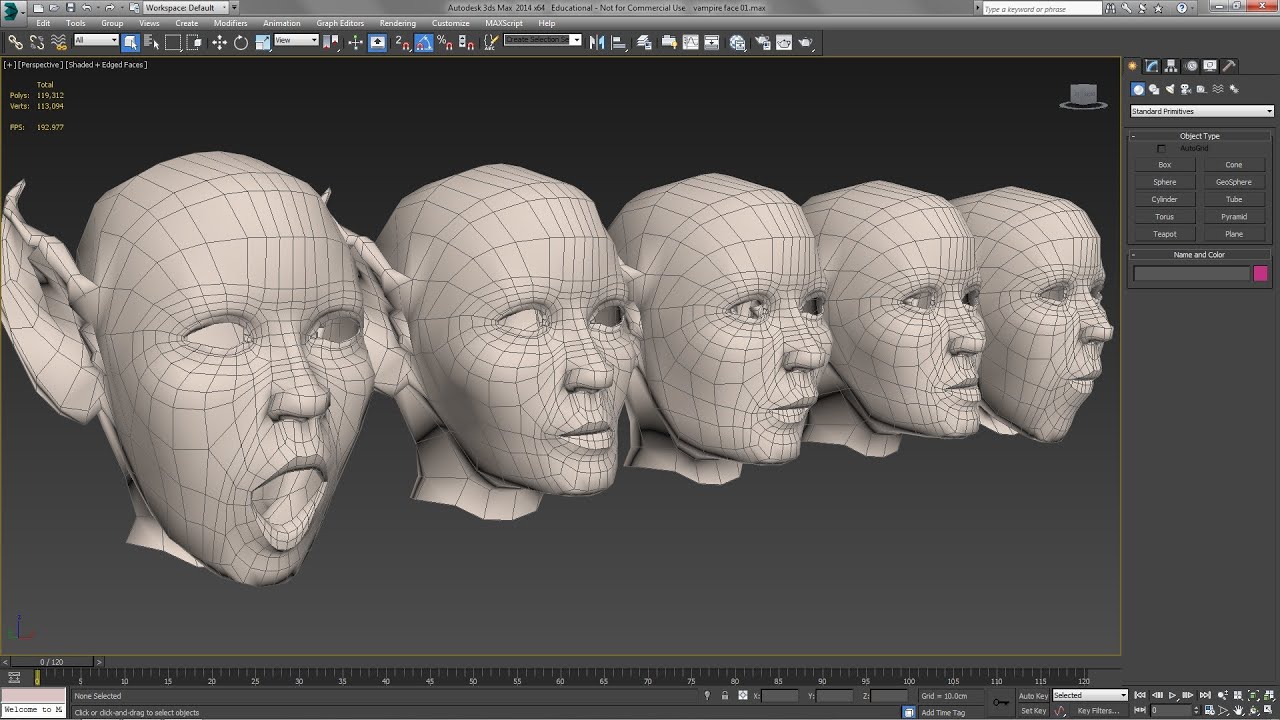 Workspace: Default
Autodesk 3ds Max 2014 x64 Educational - Not for Commercial Use vampire face 01.max
Type a keyword or phrase
Edit Tools Group Views Create Modifiers Animation Graph Editors Rendering Customize MAXScript Help
All View Create Selection Se
[+] [Perspective] [Shaded + Edged Faces]
Total
Polys: 119,312
Verts: 113,094
FPS: 192.977
Standard Primitives
Object Type
AutoGrid
Box Cone
Sphere GeoSphere
Cylinder Tube
Torus Pyramid
Teapot Plane
Name and Color
0 / 120
0 5 10 15 20 25 30 35 40 45 50 55 60 65 70 75 80 85 90 95 100 105 110 115 120
None Selected X: Y: Z: Grid = 10.0cm Auto Key Selected
Welcome to M Click or click-and-drag to select objects Add Time Tag Set Key Key Filters... 0